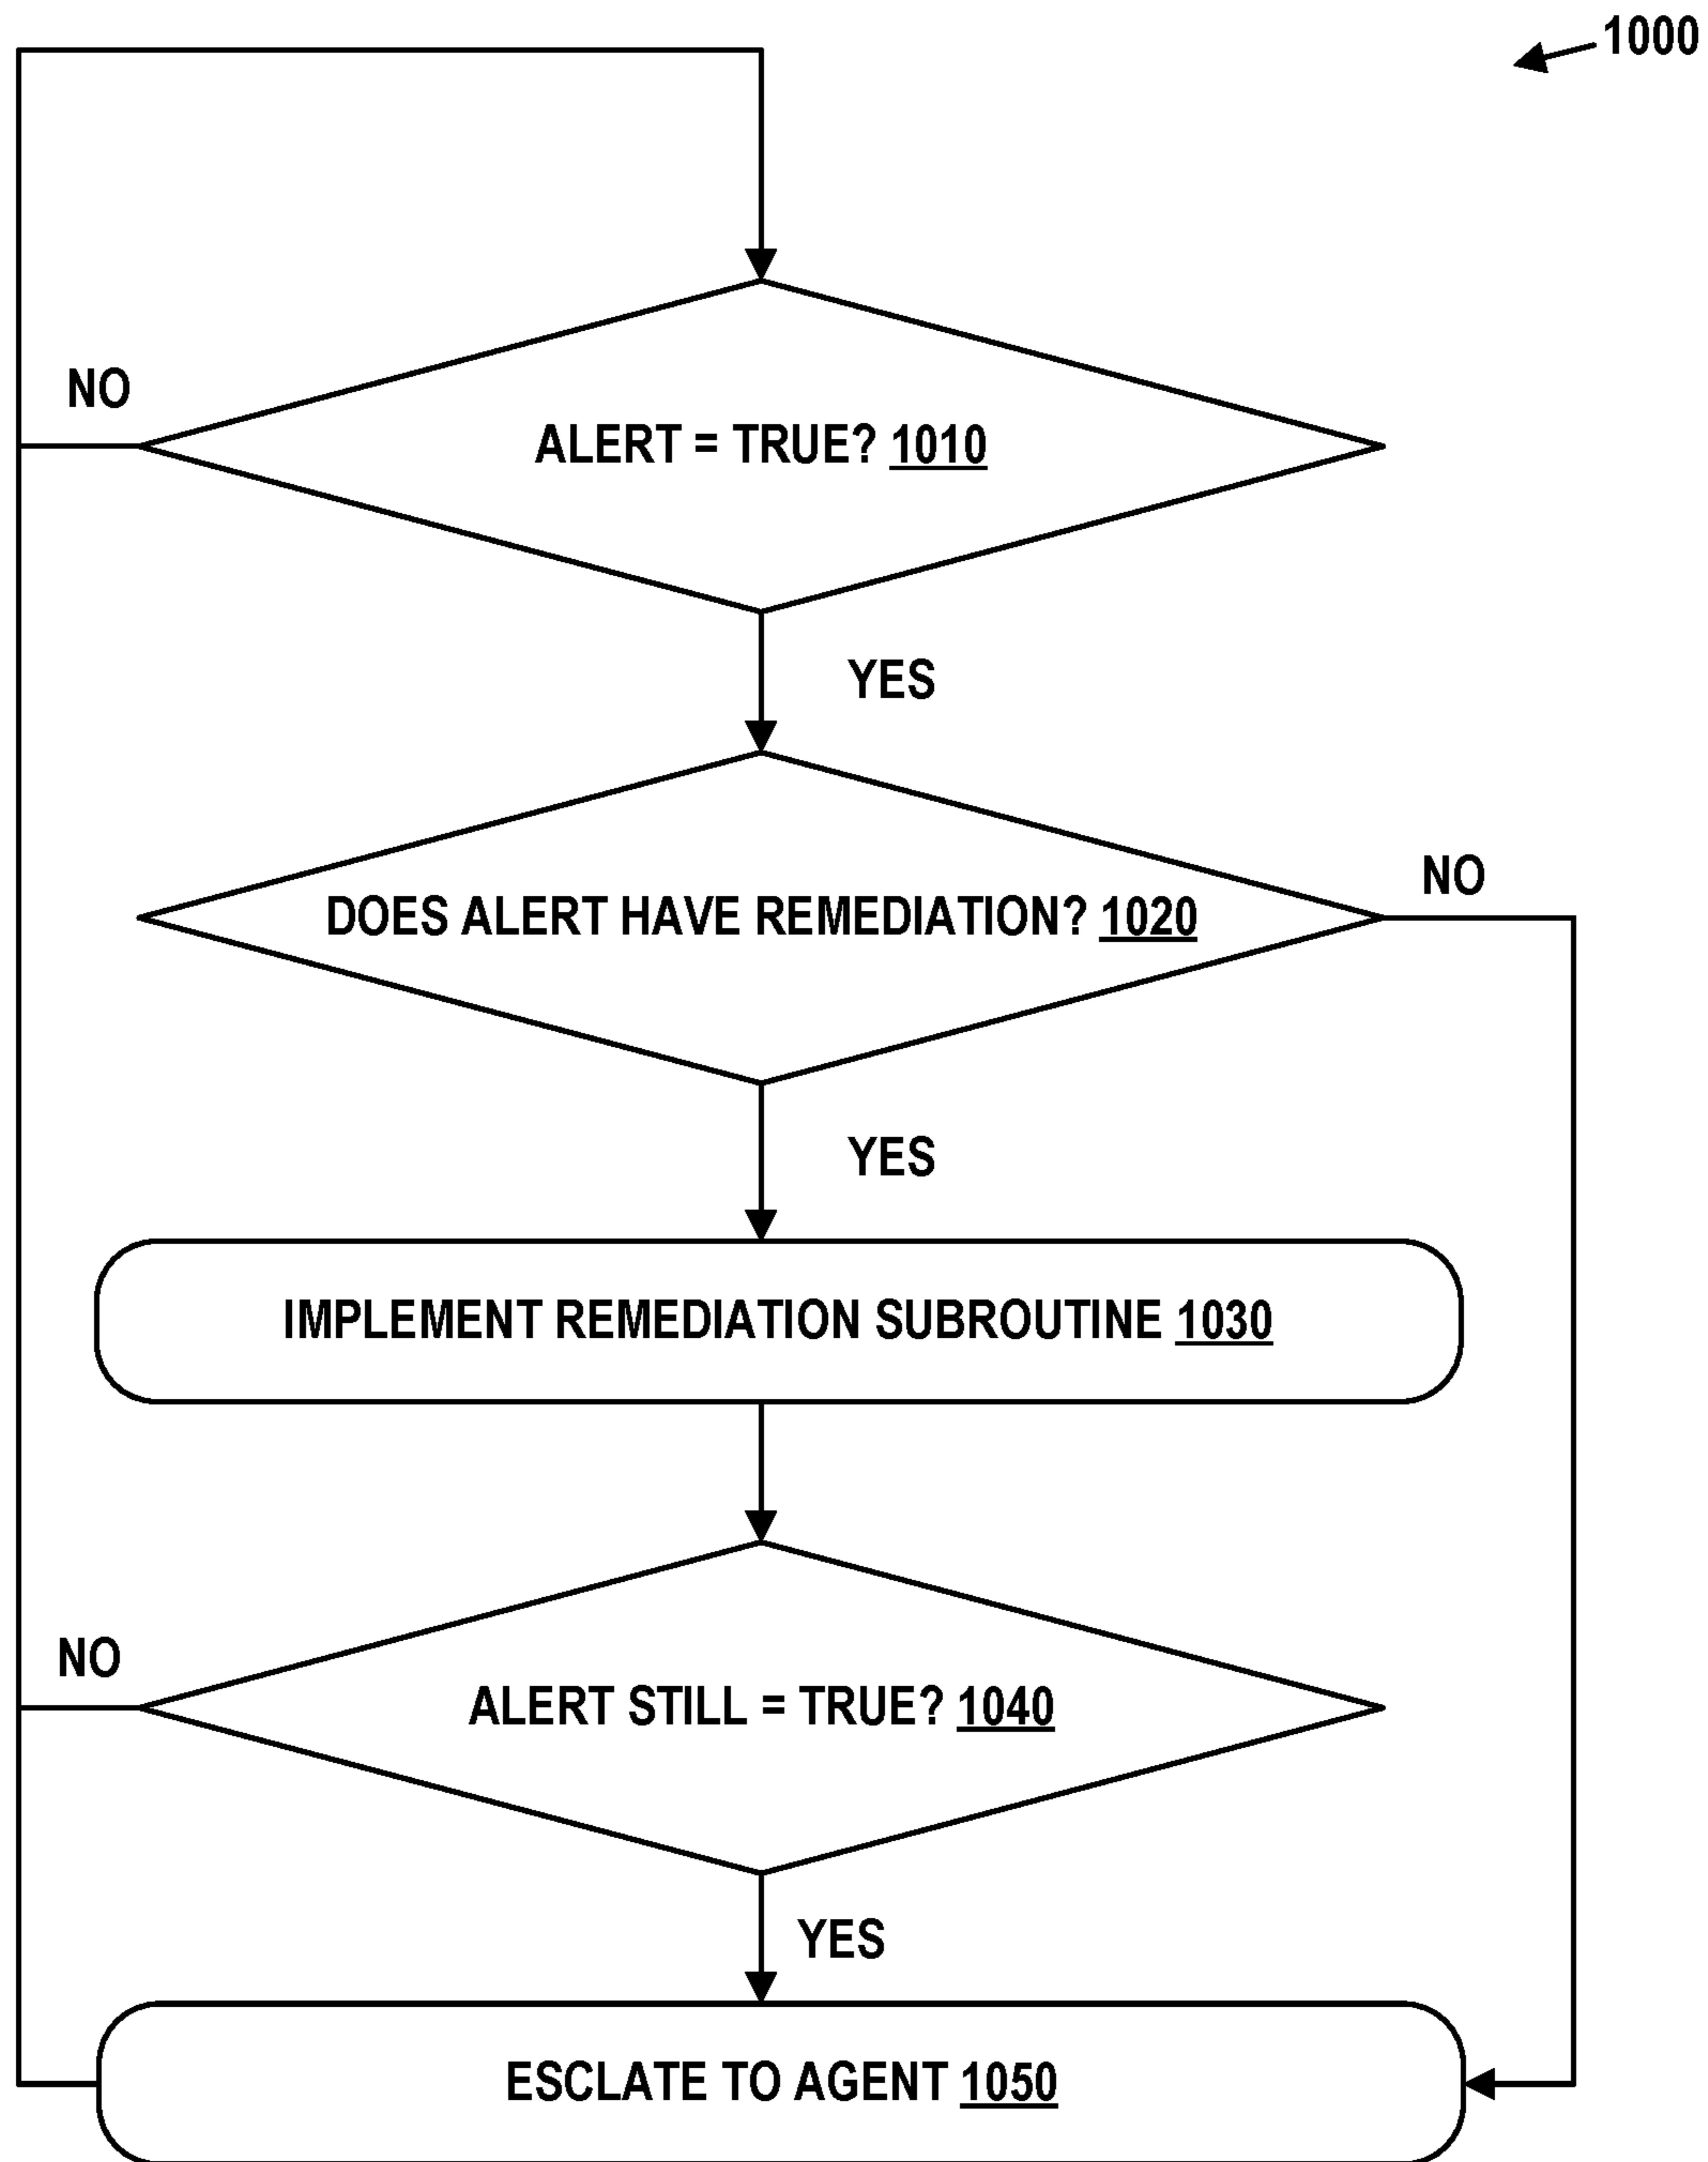 1000
NO
ALERT = TRUE? 1010
YES
NO
DOES ALERT HAVE REMEDIATION? 1020
YES
IMPLEMENT REMEDIATION SUBROUTINE 1030
NO
ALERT STILL = TRUE? 1040
YES
ESCLATE TO AGENT 1050